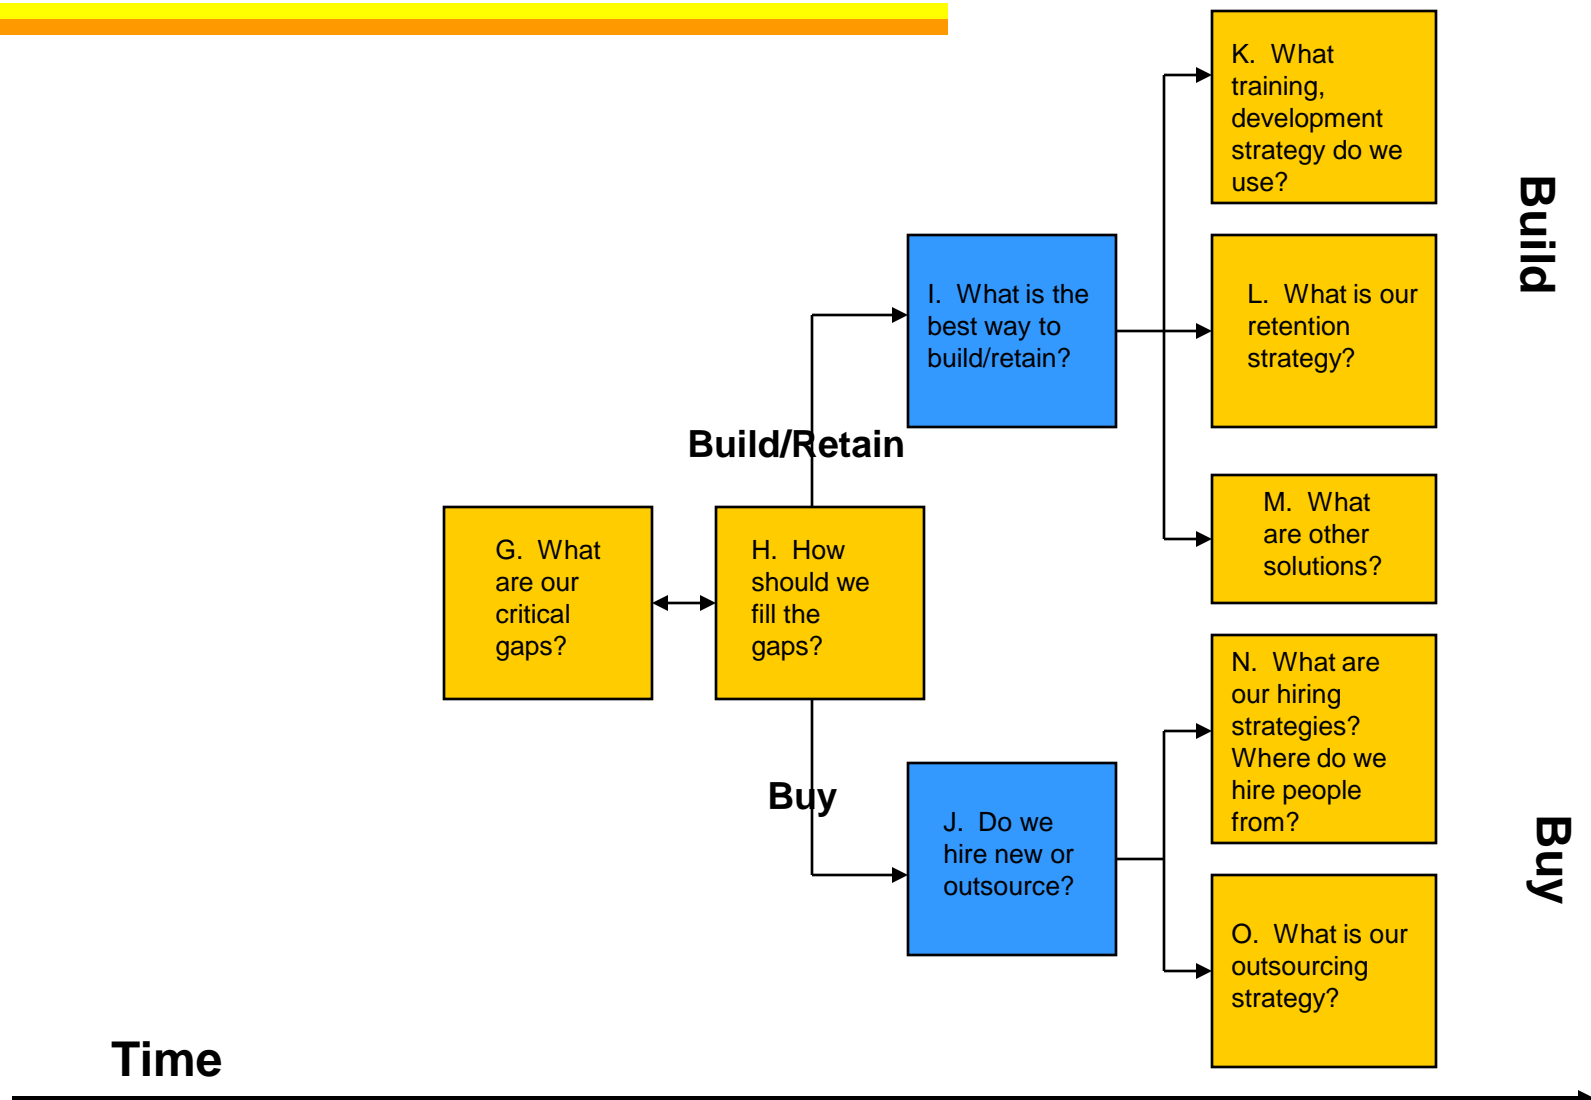 K. What
training,
development
strategy do we
use?
Build
I. What is the
best way to
build/retain?
L. What is our
retention
strategy?
Build/Retain
M. What
are other
solutions?
G. What
are our
critical
gaps?
H. How
should we
fill the
gaps?
N. What are
our hiring
strategies?
Where do we
hire people
from?
Buy
J. Do we
hire new or
outsource?
Buy
O. What is our
outsourcing
strategy?
Time